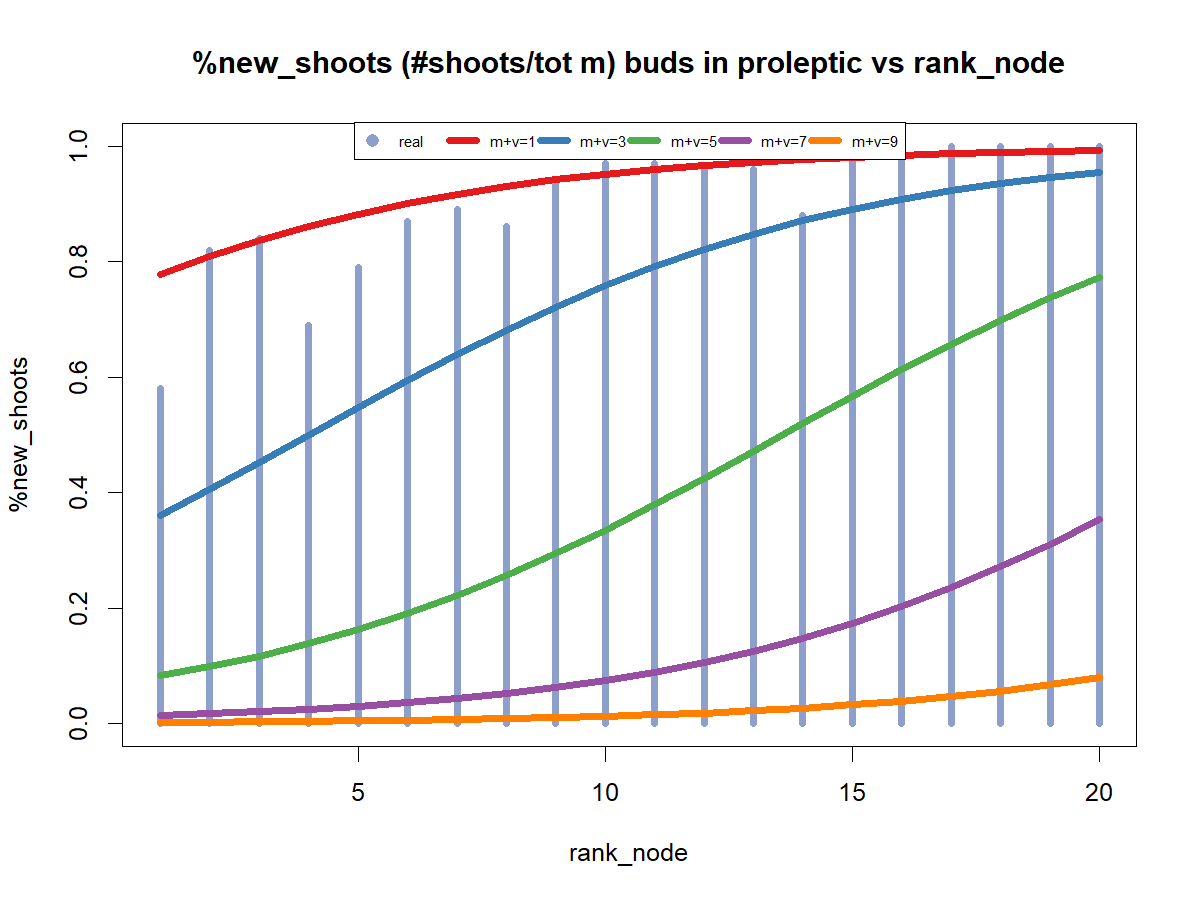 %new_shoots (#shoots/tot m) buds in proleptic vs rank_node
real m+v=1 m+v=3 m+v=5 m+v=7 m+v=9
%new_shoots
1.0
0.8
0.6
0.4
0.2
0.0
5 10 15 20
rank_node